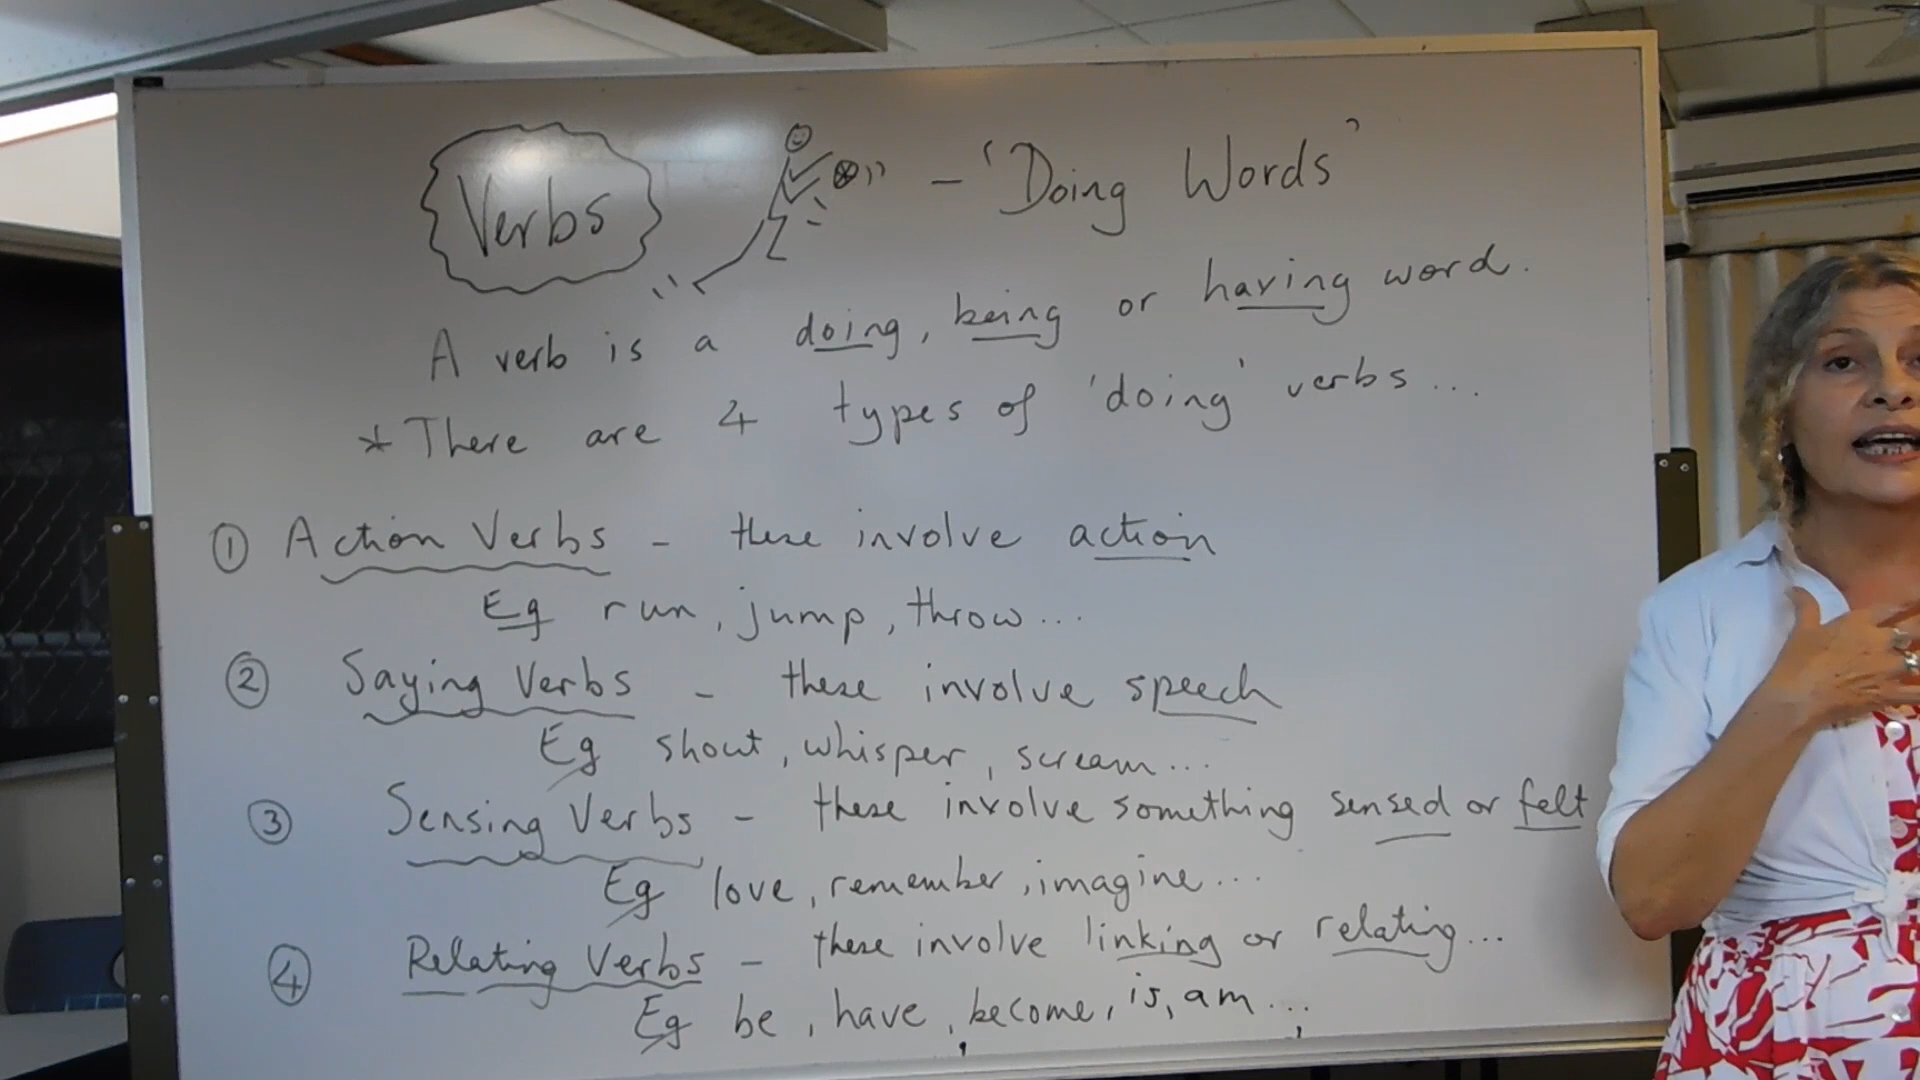 Verbs - 'Doing Words'
A verb is a doing, being or having word.
* There are 4 types of 'doing' verbs...
① Action Verbs - these involve action
Eg run, jump, throw...
② Saying Verbs - these involve speech
Eg shout, whisper, scream...
③ Sensing Verbs - these involve something sensed or felt
Eg love, remember, imagine...
④ Relating Verbs - these involve linking or relating...
Eg be, have, become, is, am...